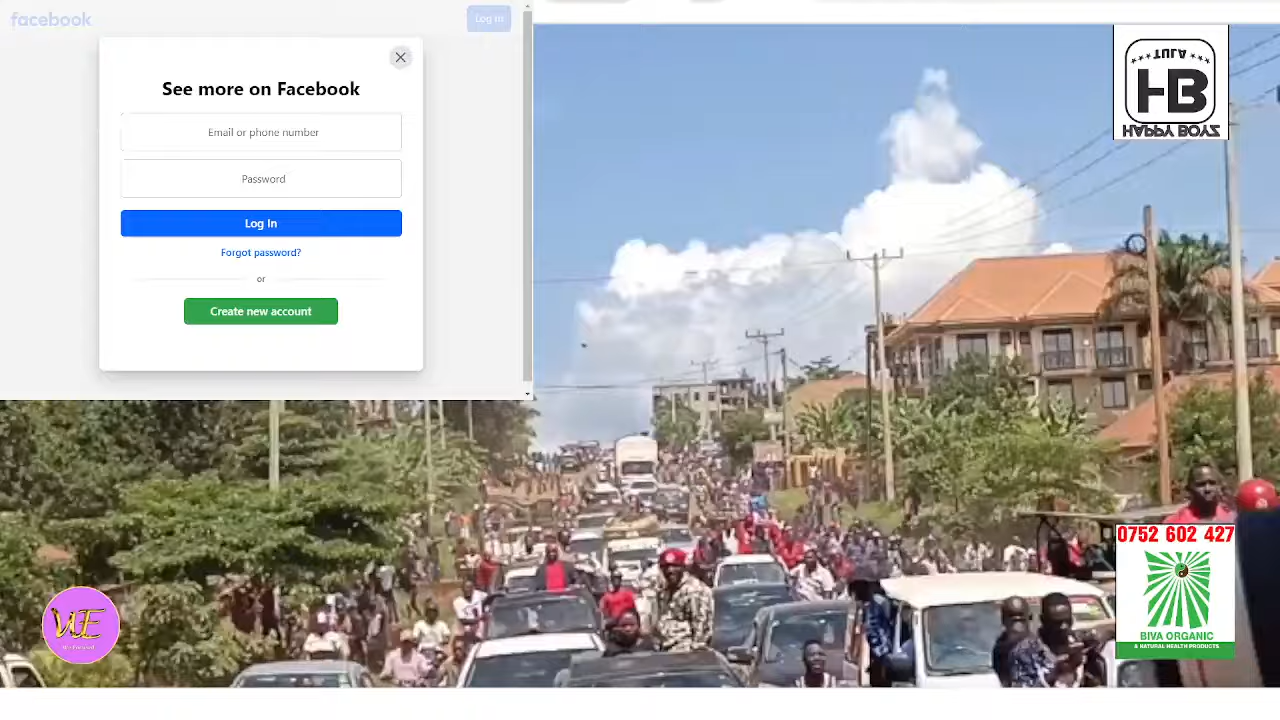 facebook
Log In
See more on Facebook
Email or phone number
Password
Log In
Forgot password?
or
Create new account
TULA
HB
HAPPY BOYZ
0752 602 427
BIVA ORGANIC
& NATURAL HEALTH PRODUCTS
UE